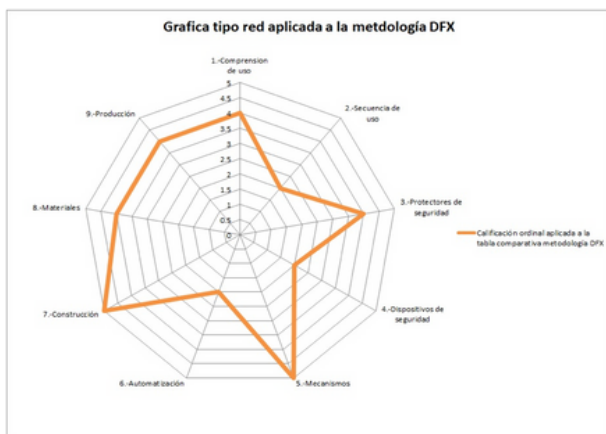 Grafica tipo red aplicada a la metdología DFX
1.-Comprension
de uso
5
4.5
4
3.5
3
2.5
2
1.5
1
0.5
0
2.-Secuencia de
uso
3.-Protectores de
seguridad
4.-Dispositivos de
seguridad
5.-Mecanismos
6.-Automatización
7.-Construcción
8.-Materiales
9.-Producción
Calificación ordinal aplicada a la
tabla comparativa metodología DFX